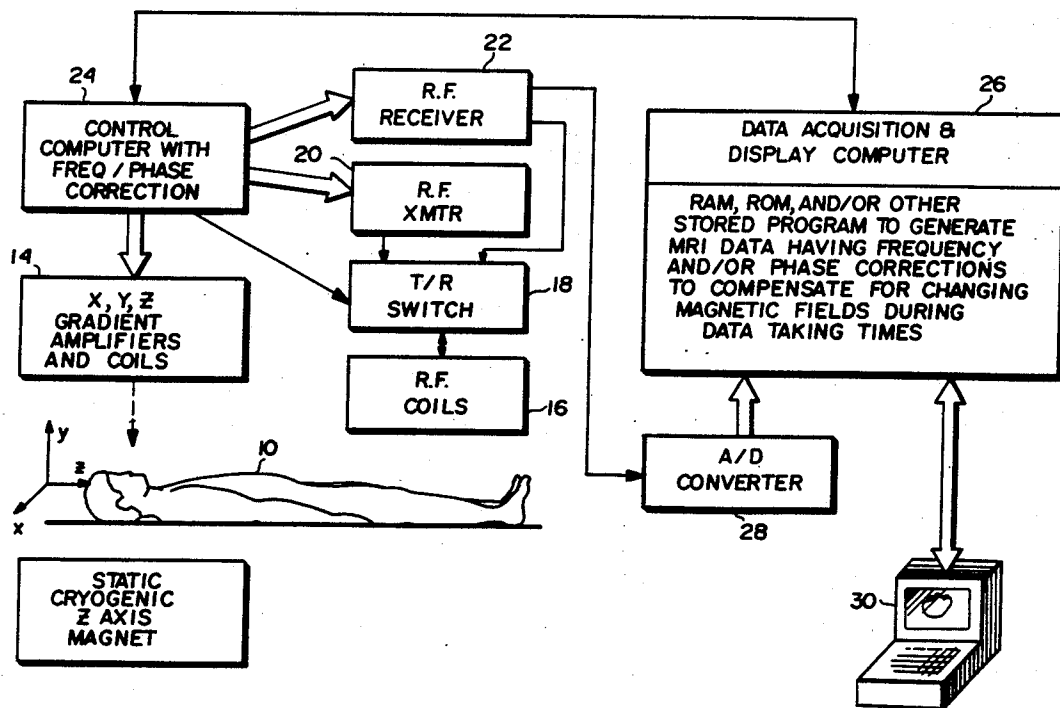 24
CONTROL
COMPUTER WITH
FREQ / PHASE
CORRECTION
22
R.F.
RECEIVER
20
R.F.
XMTR
14
X, Y, Z
GRADIENT
AMPLIFIERS
AND COILS
T/R
SWITCH
18
R.F.
COILS
16
26
DATA ACQUISITION &
DISPLAY COMPUTER
RAM, ROM, AND/OR OTHER
STORED PROGRAM TO GENERATE
MRI DATA HAVING FREQUENCY
AND/OR PHASE CORRECTIONS
TO COMPENSATE FOR CHANGING
MAGNETIC FIELDS DURING
DATA TAKING TIMES
A/D
CONVERTER
28
y
z
x
10
STATIC
CRYOGENIC
Z AXIS
MAGNET
30